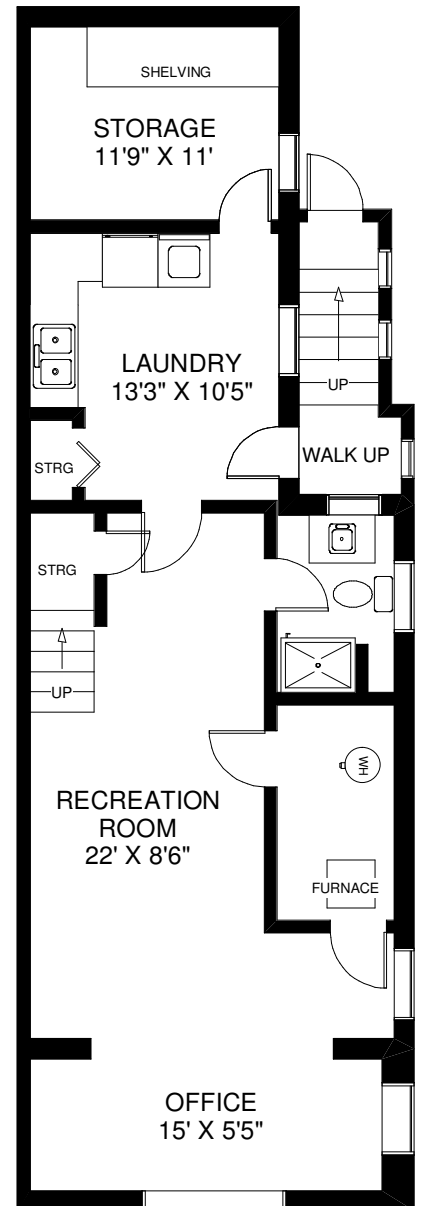 SHELVING
STORAGE
11'9" X 11'
LAUNDRY
13'3" X 10'5"
UP
WALK UP
STRG
STRG
UP
WH
RECREATION
ROOM
22' X 8'6"
FURNACE
OFFICE
15' X 5'5"